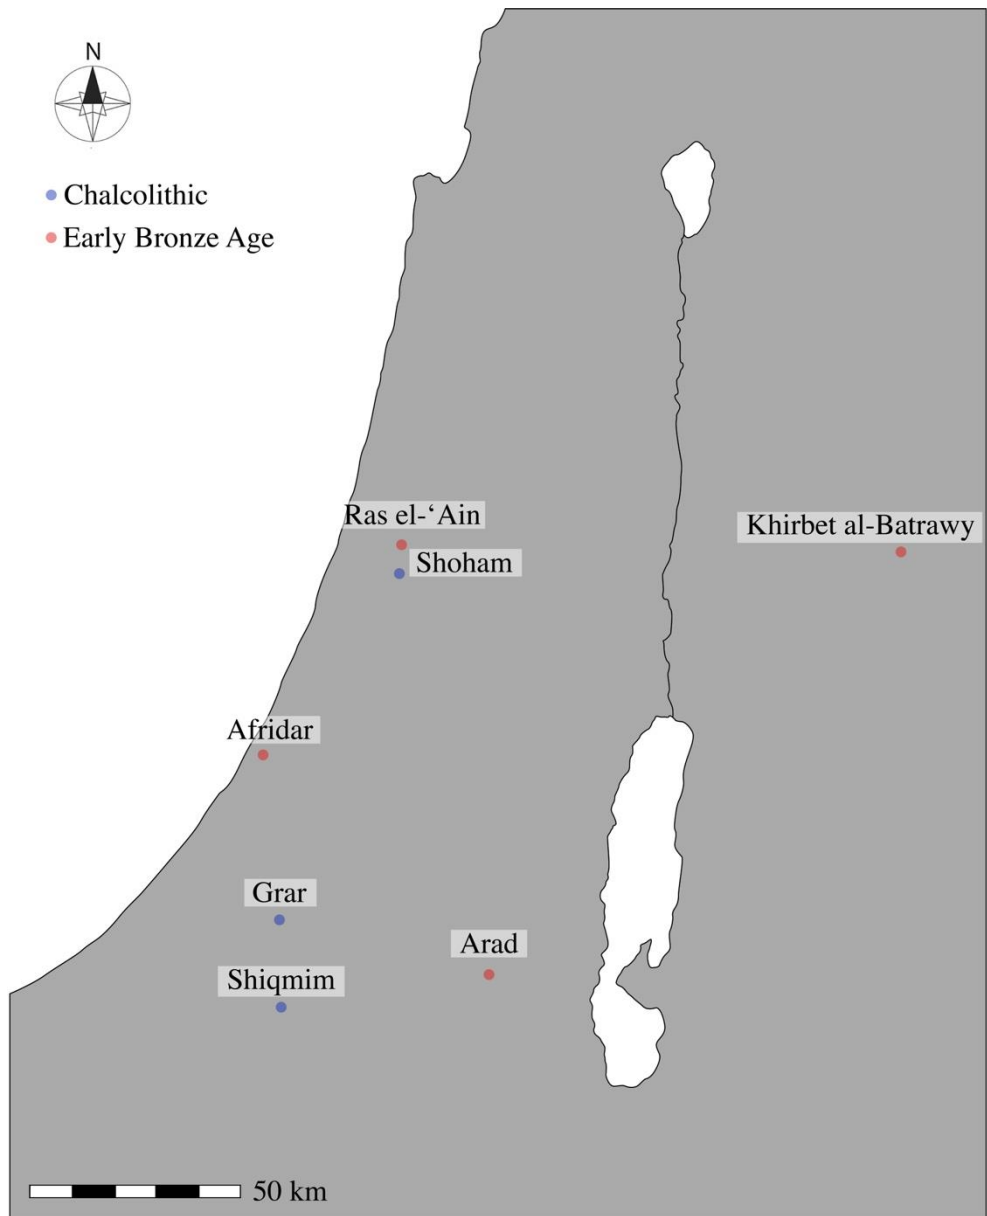 N
Chalcolithic
Early Bronze Age
Ras el-‘Ain
Khirbet al-Batrawy
Shoham
Afridar
Grar
Arad
Shiqmim
50 km